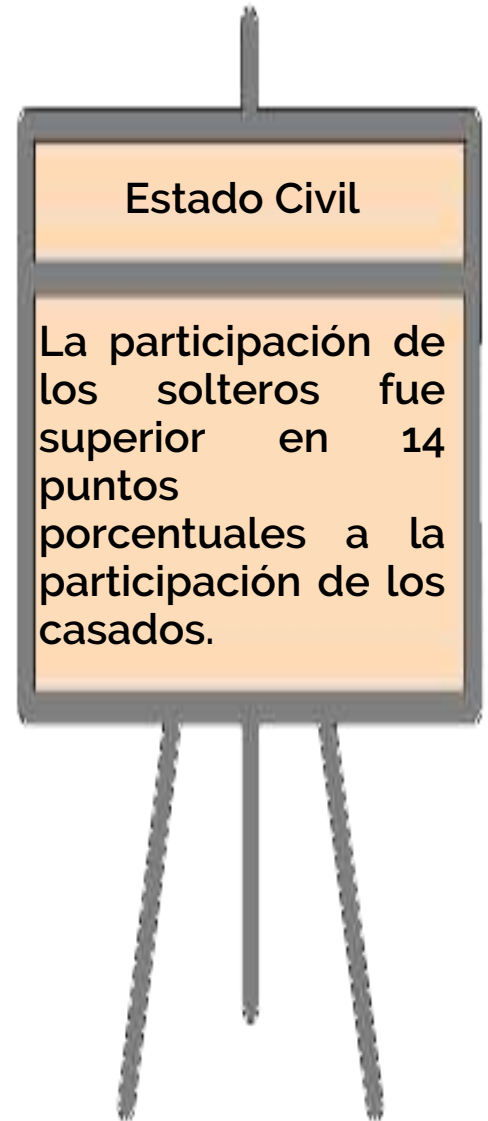 Estado Civil
La participación de
los solteros fue
superior en 14
puntos
porcentuales a la
participación de los
casados.